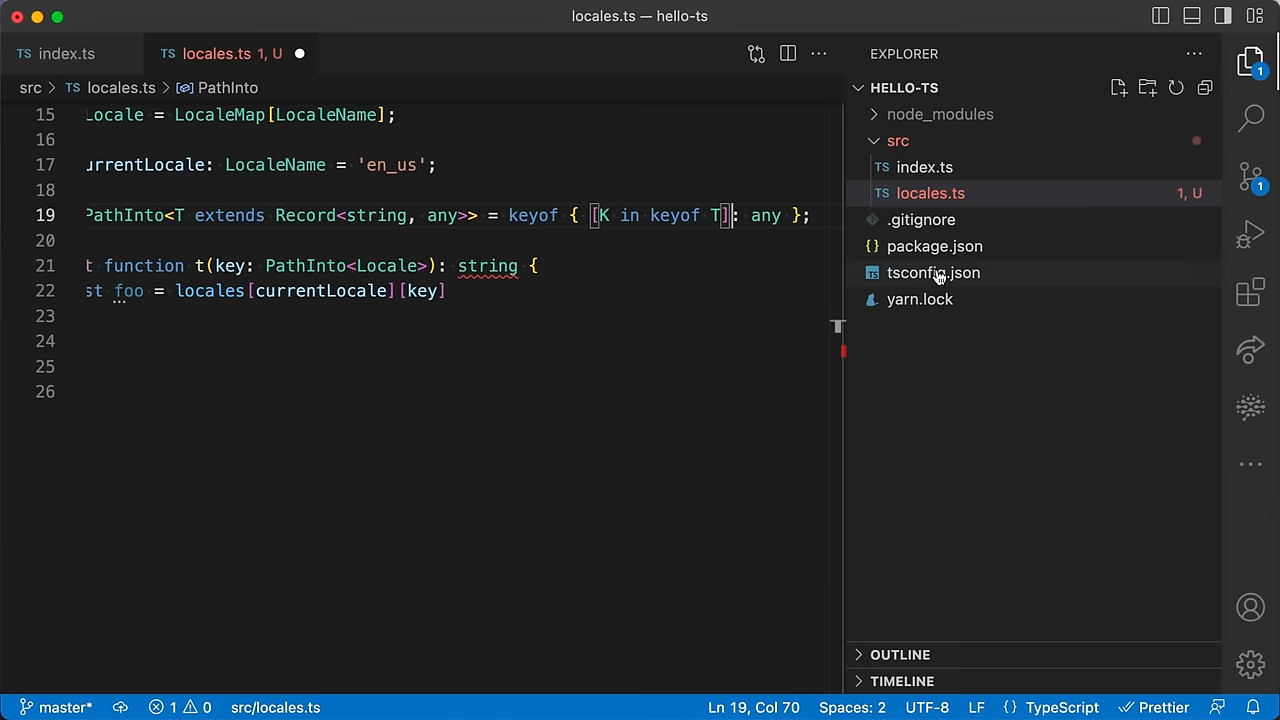 locales.ts — hello-ts
TS index.ts
TS locales.ts 1, U
EXPLORER
src > TS locales.ts > PathInto
HELLO-TS
15 Locale = LocaleMap[LocaleName];
16
17 urrentLocale: LocaleName = 'en_us';
18
19 PathInto<T extends Record<string, any>> = keyof { [K in keyof T]: any };
20
21 t function t(key: PathInto<Locale>): string {
22 st foo = locales[currentLocale][key]
23
24
25
26
node_modules
src
TS index.ts
TS locales.ts 1, U
.gitignore
{} package.json
TS tsconfig.json
yarn.lock
1
1
OUTLINE
TIMELINE
master* 1 0 src/locales.ts Ln 19, Col 70 Spaces: 2 UTF-8 LF {} TypeScript Prettier